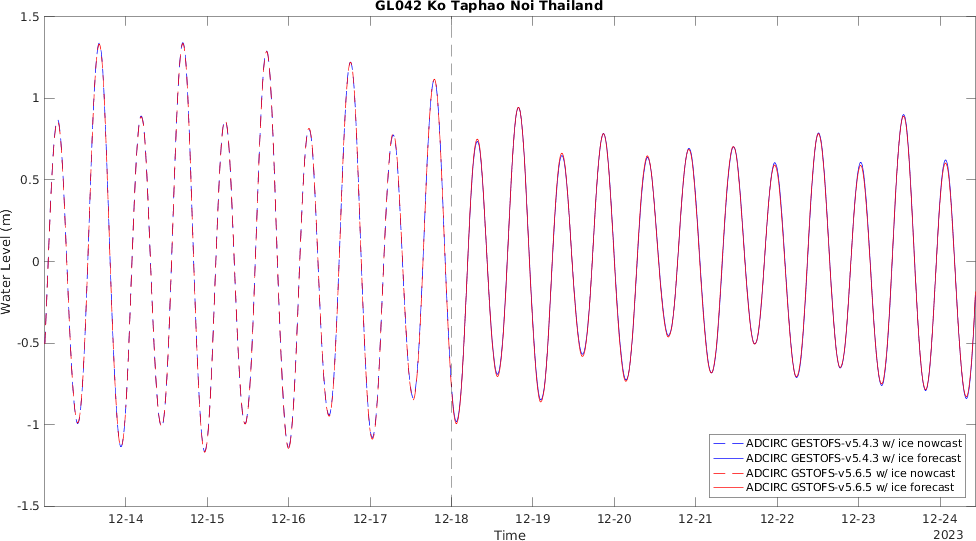 GL042 Ko Taphao Noi Thailand
1.5
1
0.5
0
-0.5
-1
-1.5
Water Level (m)
12-14
12-15
12-16
12-17
12-18
12-19
12-20
12-21
12-22
12-23
12-24
Time
2023
ADCIRC GESTOFS-v5.4.3 w/ ice nowcast
ADCIRC GESTOFS-v5.4.3 w/ ice forecast
ADCIRC GSTOFS-v5.6.5 w/ ice nowcast
ADCIRC GSTOFS-v5.6.5 w/ ice forecast